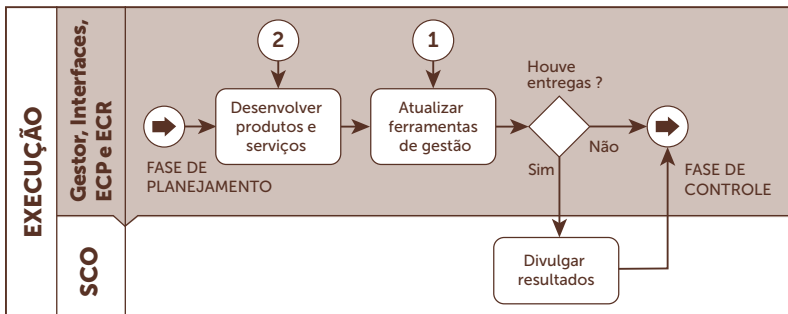 EXECUÇÃO
Gestor, Interfaces,
ECP e ECR
SCO
2
1
FASE DE
PLANEJAMENTO
Desenvolver
produtos e
serviços
Atualizar
ferramentas
de gestão
Houve
entregas ?
Não
Sim
FASE DE
CONTROLE
Divulgar
resultados